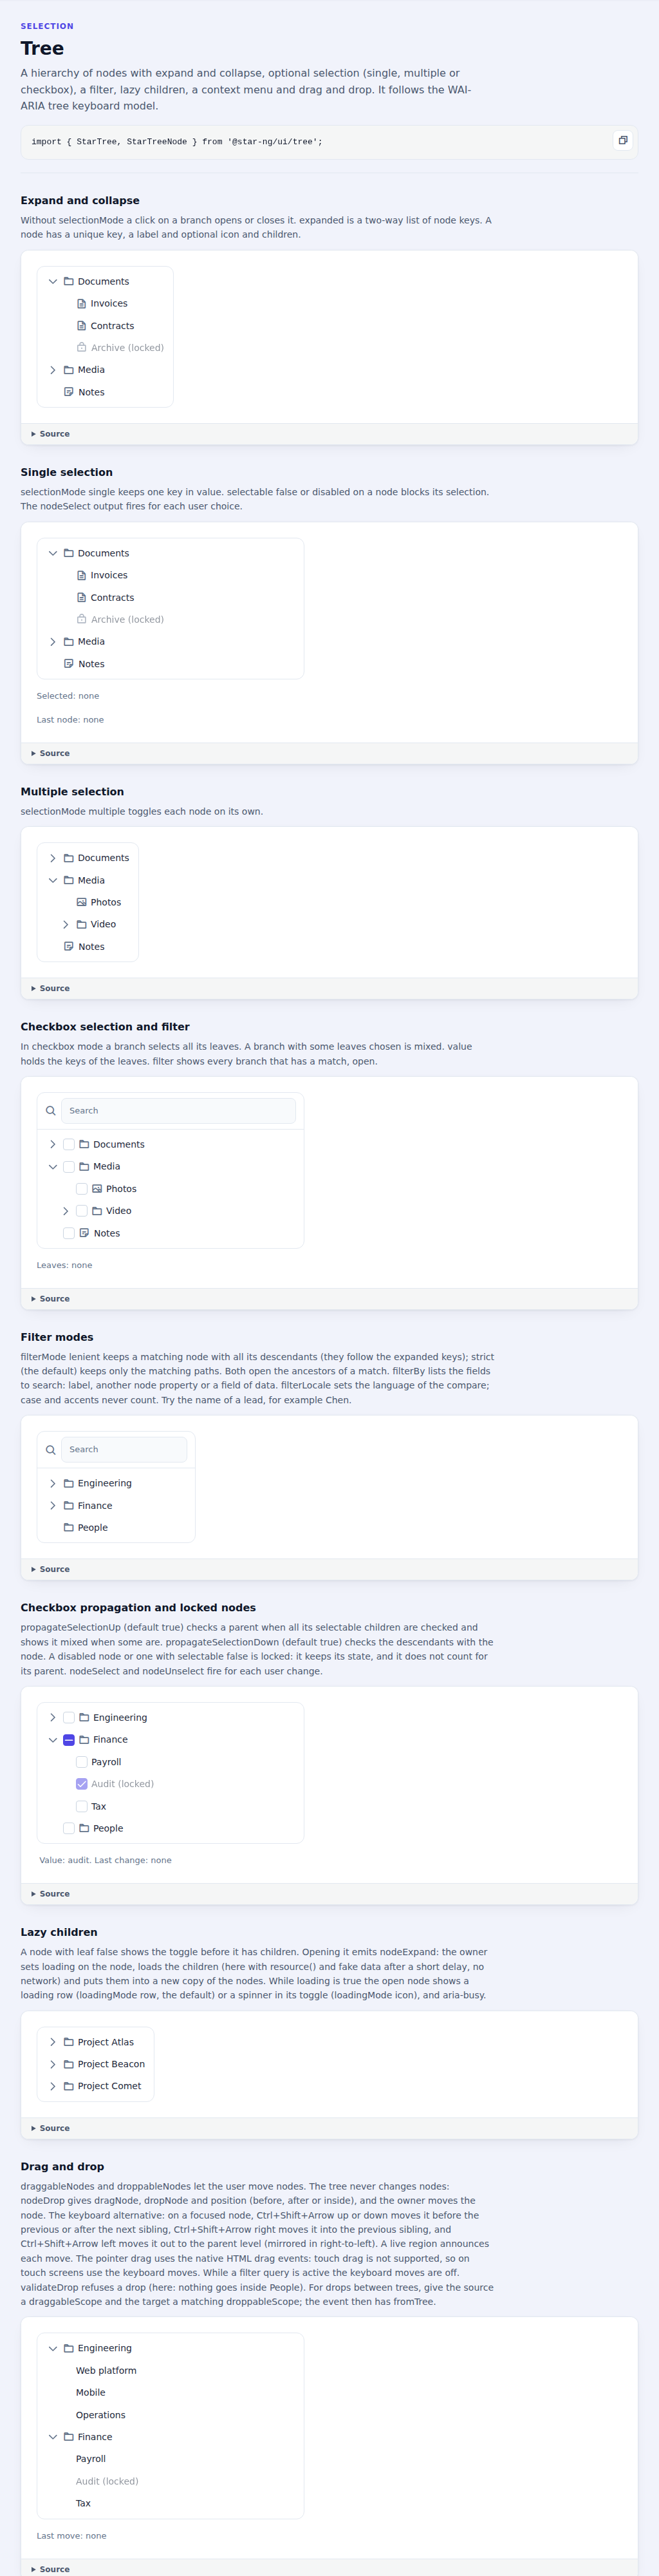 SELECTION
Tree
A hierarchy of nodes with expand and collapse, optional selection (single, multiple or
checkbox), a filter, lazy children, a context menu and drag and drop. It follows the WAI-
ARIA tree keyboard model.
import { StarTree, StarTreeNode } from '@star-ng/ui/tree';
Expand and collapse
Without selectionMode a click on a branch opens or closes it. expanded is a two-way list of node keys. A
node has a unique key, a label and optional icon and children.
Documents
Invoices
Contracts
Archive (locked)
Media
Notes
Source
Single selection
selectionMode single keeps one key in value. selectable false or disabled on a node blocks its selection.
The nodeSelect output fires for each user choice.
Documents
Invoices
Contracts
Archive (locked)
Media
Notes
Selected: none
Last node: none
Source
Multiple selection
selectionMode multiple toggles each node on its own.
Documents
Media
Photos
Video
Notes
Source
Checkbox selection and filter
In checkbox mode a branch selects all its leaves. A branch with some leaves chosen is mixed. value
holds the keys of the leaves. filter shows every branch that has a match, open.
Search
Documents
Media
Photos
Video
Notes
Leaves: none
Source
Filter modes
filterMode lenient keeps a matching node with all its descendants (they follow the expanded keys); strict
(the default) keeps only the matching paths. Both open the ancestors of a match. filterBy lists the fields
to search: label, another node property or a field of data. filterLocale sets the language of the compare;
case and accents never count. Try the name of a lead, for example Chen.
Search
Engineering
Finance
People
Source
Checkbox propagation and locked nodes
propagateSelectionUp (default true) checks a parent when all its selectable children are checked and
shows it mixed when some are. propagateSelectionDown (default true) checks the descendants with the
node. A disabled node or one with selectable false is locked: it keeps its state, and it does not count for
its parent. nodeSelect and nodeUnselect fire for each user change.
Engineering
Finance
Payroll
Audit (locked)
Tax
People
Value: audit. Last change: none
Source
Lazy children
A node with leaf false shows the toggle before it has children. Opening it emits nodeExpand: the owner
sets loading on the node, loads the children (here with resource() and fake data after a short delay, no
network) and puts them into a new copy of the nodes. While loading is true the open node shows a
loading row (loadingMode row, the default) or a spinner in its toggle (loadingMode icon), and aria-busy.
Project Atlas
Project Beacon
Project Comet
Source
Drag and drop
draggableNodes and droppableNodes let the user move nodes. The tree never changes nodes:
nodeDrop gives dragNode, dropNode and position (before, after or inside), and the owner moves the
node. The keyboard alternative: on a focused node, Ctrl+Shift+Arrow up or down moves it before the
previous or after the next sibling, Ctrl+Shift+Arrow right moves it into the previous sibling, and
Ctrl+Shift+Arrow left moves it out to the parent level (mirrored in right-to-left). A live region announces
each move. The pointer drag uses the native HTML drag events: touch drag is not supported, so on
touch screens use the keyboard moves. While a filter query is active the keyboard moves are off.
validateDrop refuses a drop (here: nothing goes inside People). For drops between trees, give the source
a draggableScope and the target a matching droppableScope; the event then has fromTree.
Engineering
Web platform
Mobile
Operations
Finance
Payroll
Audit (locked)
Tax
Last move: none
Source